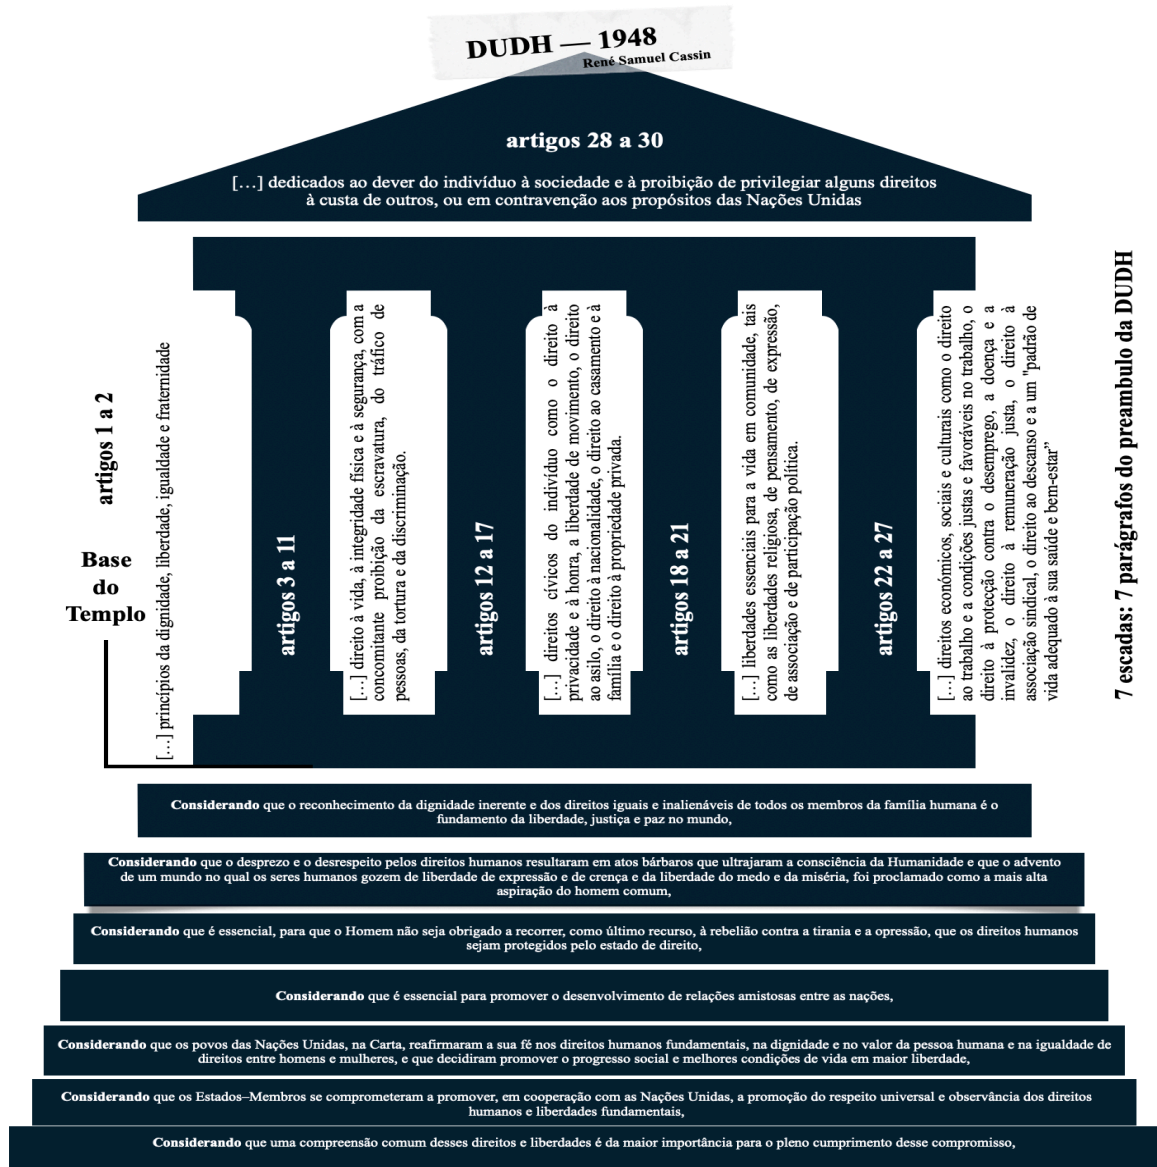 DUDH — 1948
René Samuel Cassin
artigos 28 a 30
[…] dedicados ao dever do indivíduo à sociedade e à proibição de privilegiar alguns direitos
à custa de outros, ou em contravenção aos propósitos das Nações Unidas
artigos 1 a 2
[…] princípios da dignidade, liberdade, igualdade e fraternidade
Base
do
Templo
artigos 3 a 11
[…] direito à vida, à integridade física e à segurança, com a
concomitante proibição da escravatura, do tráfico de
pessoas, da tortura e da discriminação.
artigos 12 a 17
[…] direitos cívicos do indivíduo como o direito à
privacidade e à honra, a liberdade de movimento, o direito
ao asilo, o direito à nacionalidade, o direito ao casamento e à
família e o direito à propriedade privada.
artigos 18 a 21
[…] liberdades essenciais para a vida em comunidade, tais
como as liberdades religiosa, de pensamento, de expressão,
de associação e de participação política.
artigos 22 a 27
[…] direitos económicos, sociais e culturais como o direito
ao trabalho e a condições justas e favoráveis no trabalho, o
direito à protecção contra o desemprego, a doença e a
invalidez, o direito à remuneração justa, o direito à
associação sindical, o direito ao descanso e a um "padrão de
vida adequado à sua saúde e bem-estar”
7 escadas: 7 parágrafos do preambulo da DUDH
Considerando que o reconhecimento da dignidade inerente e dos direitos iguais e inalienáveis de todos os membros da família humana é o
fundamento da liberdade, justiça e paz no mundo,
Considerando que o desprezo e o desrespeito pelos direitos humanos resultaram em atos bárbaros que ultrajaram a consciência da Humanidade e que o advento
de um mundo no qual os seres humanos gozem de liberdade de expressão e de crença e da liberdade do medo e da miséria, foi proclamado como a mais alta
aspiração do homem comum,
Considerando que é essencial, para que o Homem não seja obrigado a recorrer, como último recurso, à rebelião contra a tirania e a opressão, que os direitos humanos
sejam protegidos pelo estado de direito,
Considerando que é essencial para promover o desenvolvimento de relações amistosas entre as nações,
Considerando que os povos das Nações Unidas, na Carta, reafirmaram a sua fé nos direitos humanos fundamentais, na dignidade e no valor da pessoa humana e na igualdade de
direitos entre homens e mulheres, e que decidiram promover o progresso social e melhores condições de vida em maior liberdade,
Considerando que os Estados–Membros se comprometeram a promover, em cooperação com as Nações Unidas, a promoção do respeito universal e observância dos direitos
humanos e liberdades fundamentais,
Considerando que uma compreensão comum desses direitos e liberdades é da maior importância para o pleno cumprimento desse compromisso,